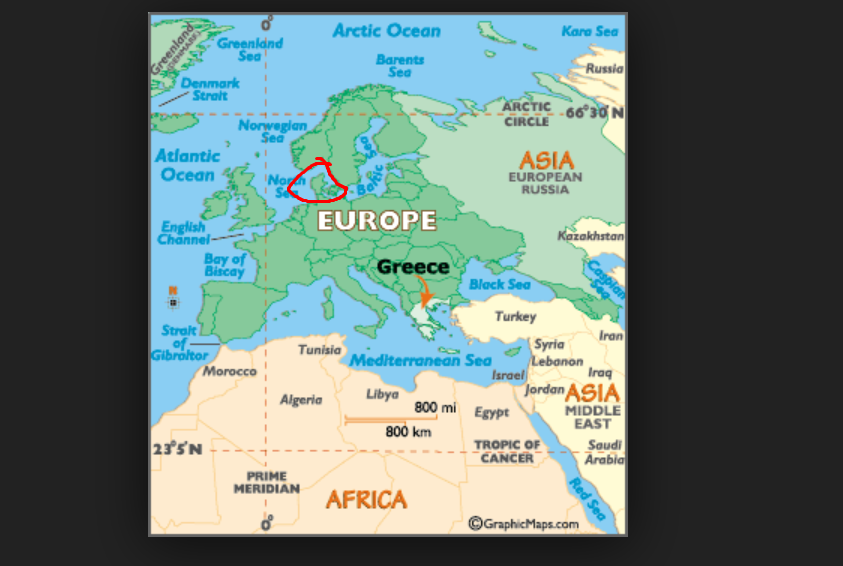 0°
Arctic Ocean
Kara Sea
Greenland
(DENMARK)
Greenland
Sea
Barents
Sea
Russia
Denmark
Strait
ARCTIC
CIRCLE
66°30'N
Norwegian
Sea
Atlantic
Ocean
Baltic Sea
ASIA
EUROPEAN
RUSSIA
North
Sea
EUROPE
English
Channel
Kazakhstan
Bay of
Biscay
Greece
Caspian
Sea
Black Sea
Turkey
Strait
of
Gibraltor
Tunisia
Mediterranean Sea
Syria
Lebanon
Iran
Morocco
Israel
Iraq
Jordan
ASIA
MIDDLE
EAST
Algeria
Libya
800 mi
800 km
Egypt
23°5'N
TROPIC OF
CANCER
Saudi
Arabia
PRIME
MERIDIAN
AFRICA
Red Sea
0°
©GraphicMaps.com